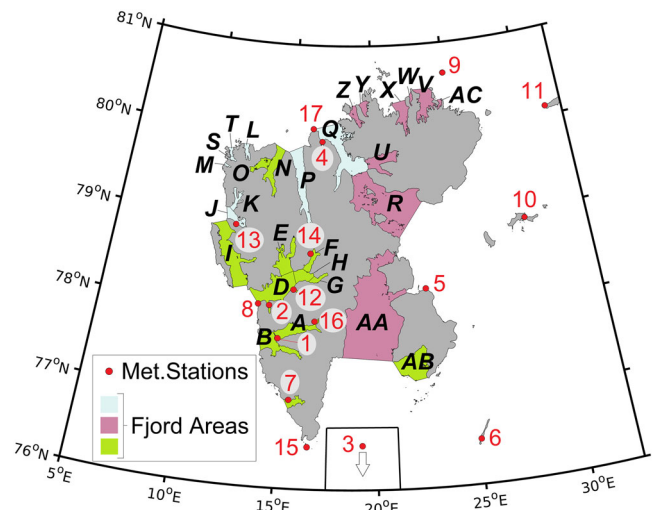 81°N
80°N
79°N
78°N
77°N
76°N
5°E
10°E
15°E
20°E
25°E
30°E
9
W
Y
X
V
Z
AC
11
17
Q
T
L
S
4
M
O
N
U
P
K
J
R
10
13
14
E
F
I
H
D
G
5
12
8
2
A
16
B
1
AA
AB
7
15
3
6
Met.Stations
Fjord Areas